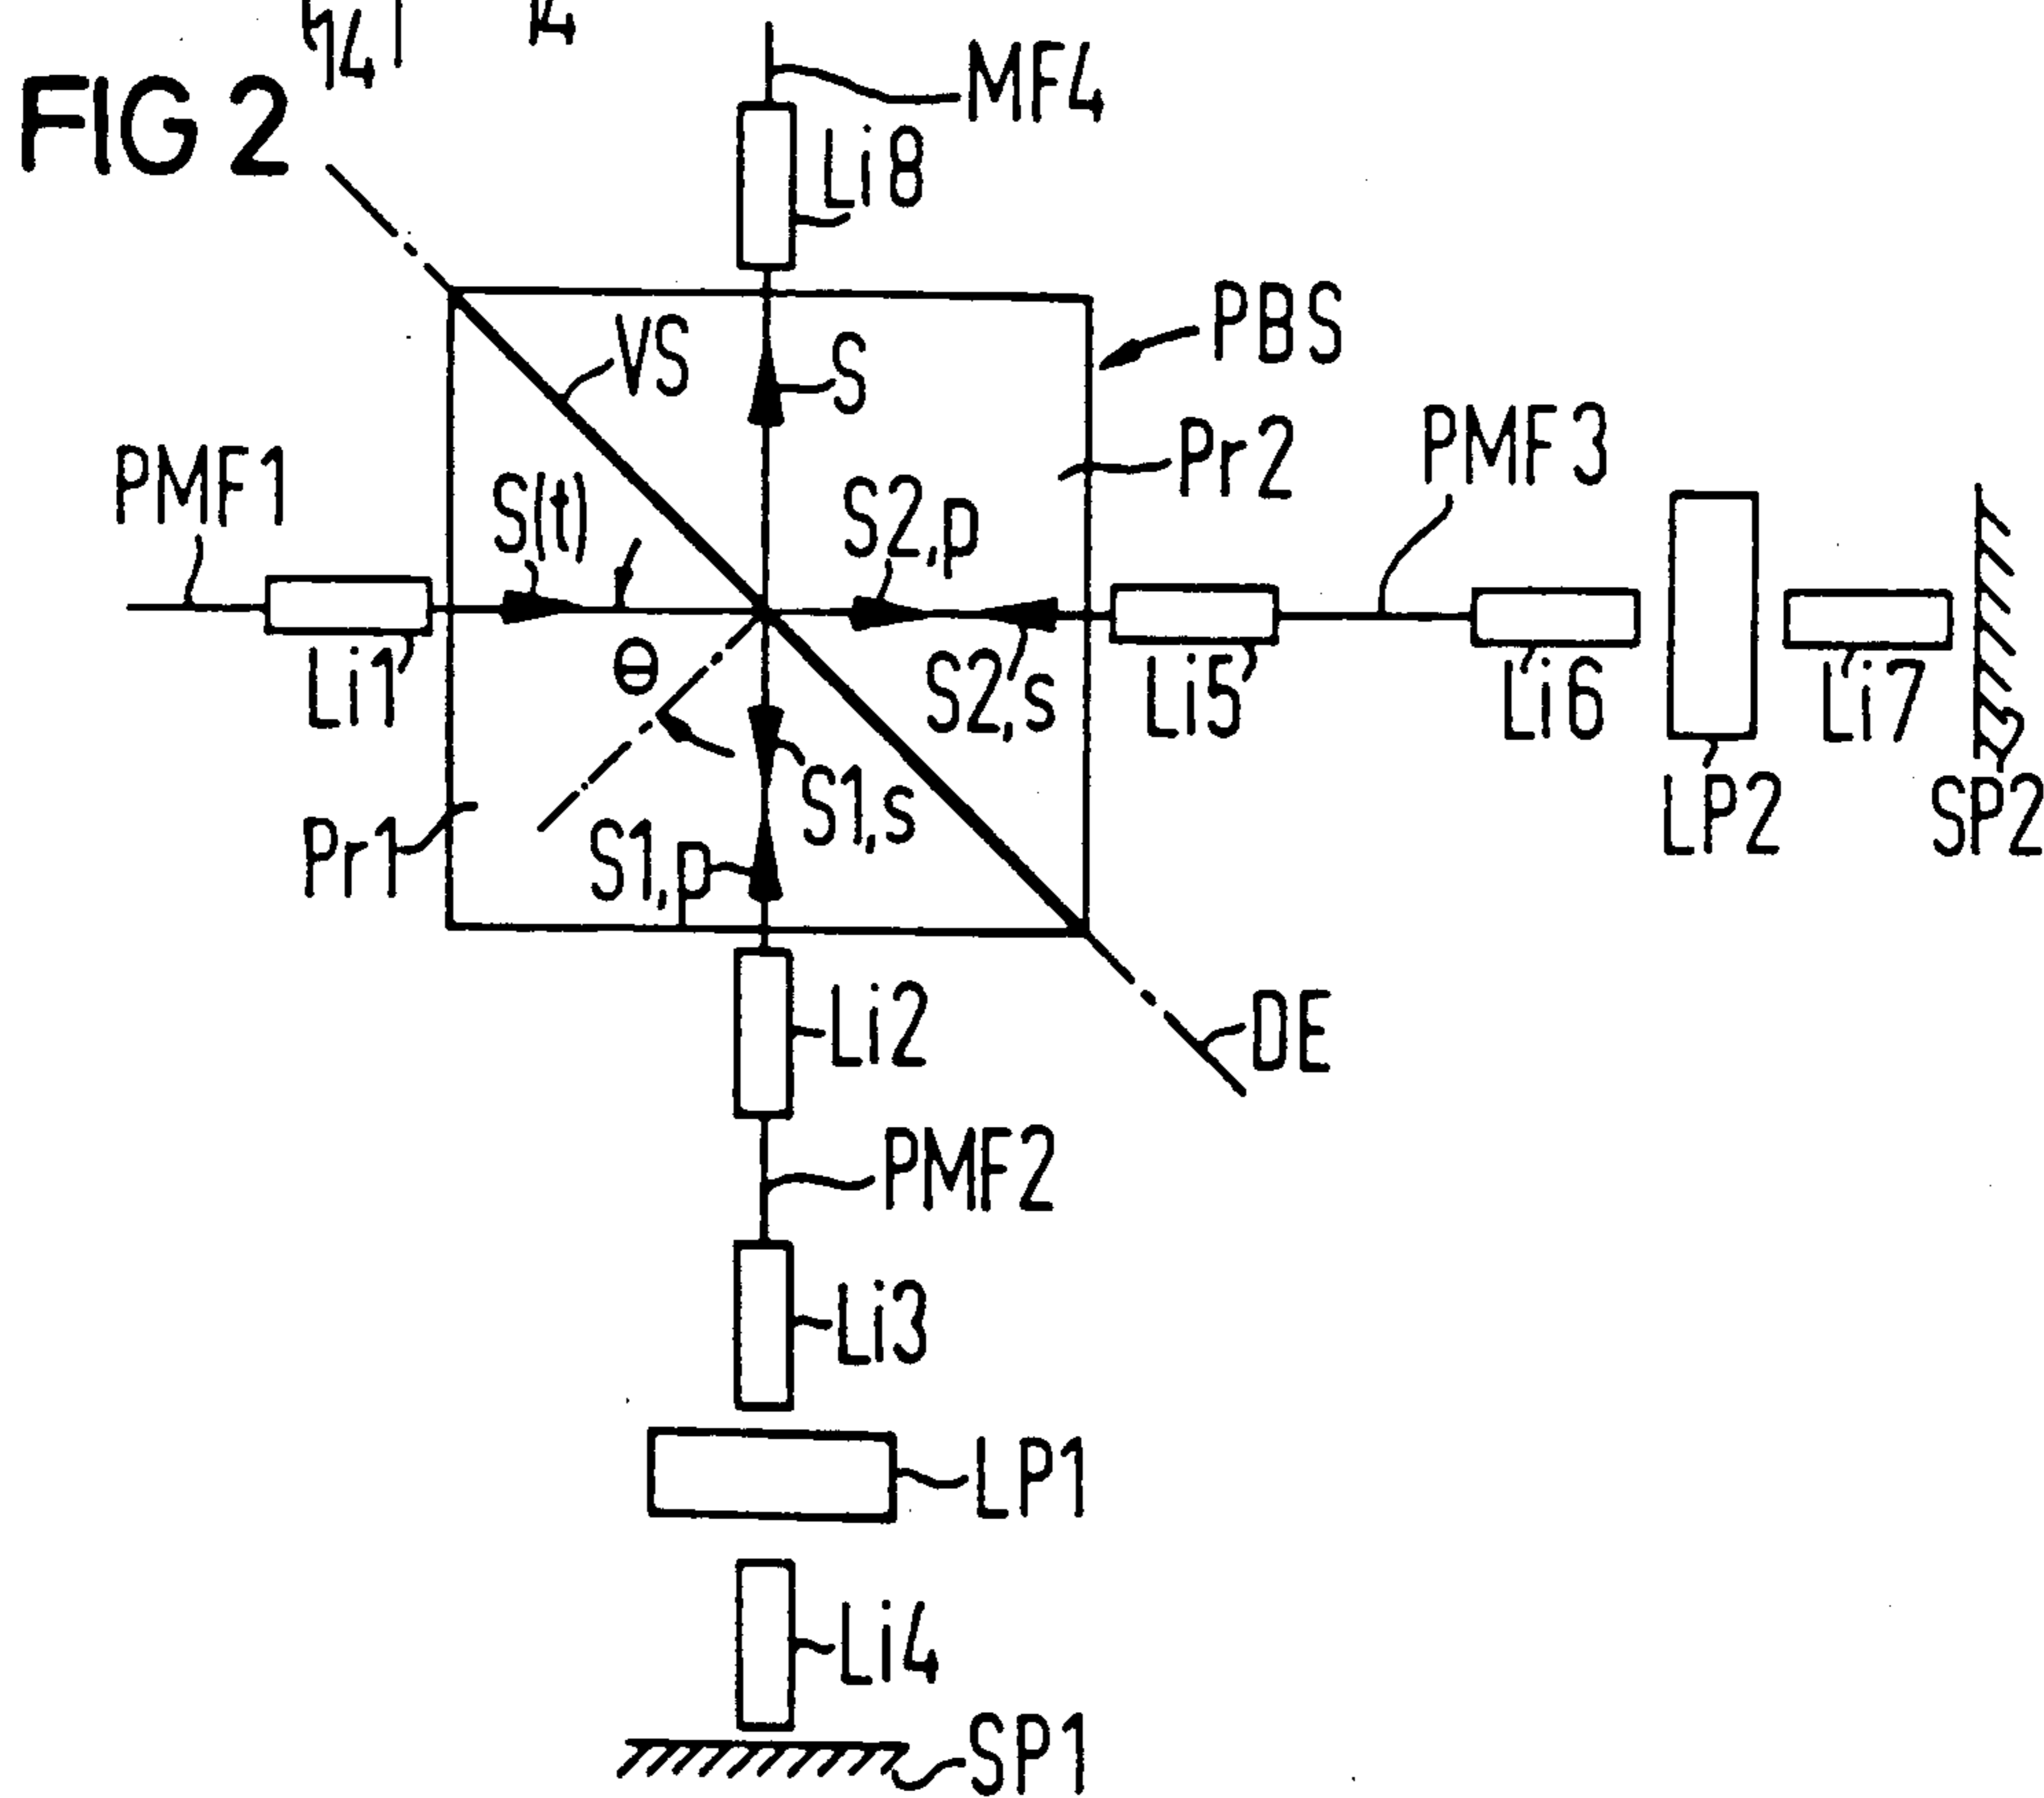 FIG 2
MF4
Li8
PBS
VS
S
Pr2
PMF3
PMF1
S(t)
S2,p
Θ
S2,s
Li1
Li5
Li6
Li7
LP2
SP2
S1,s
Pr1
S1,p
Li2
DE
PMF2
Li3
LP1
Li4
SP1